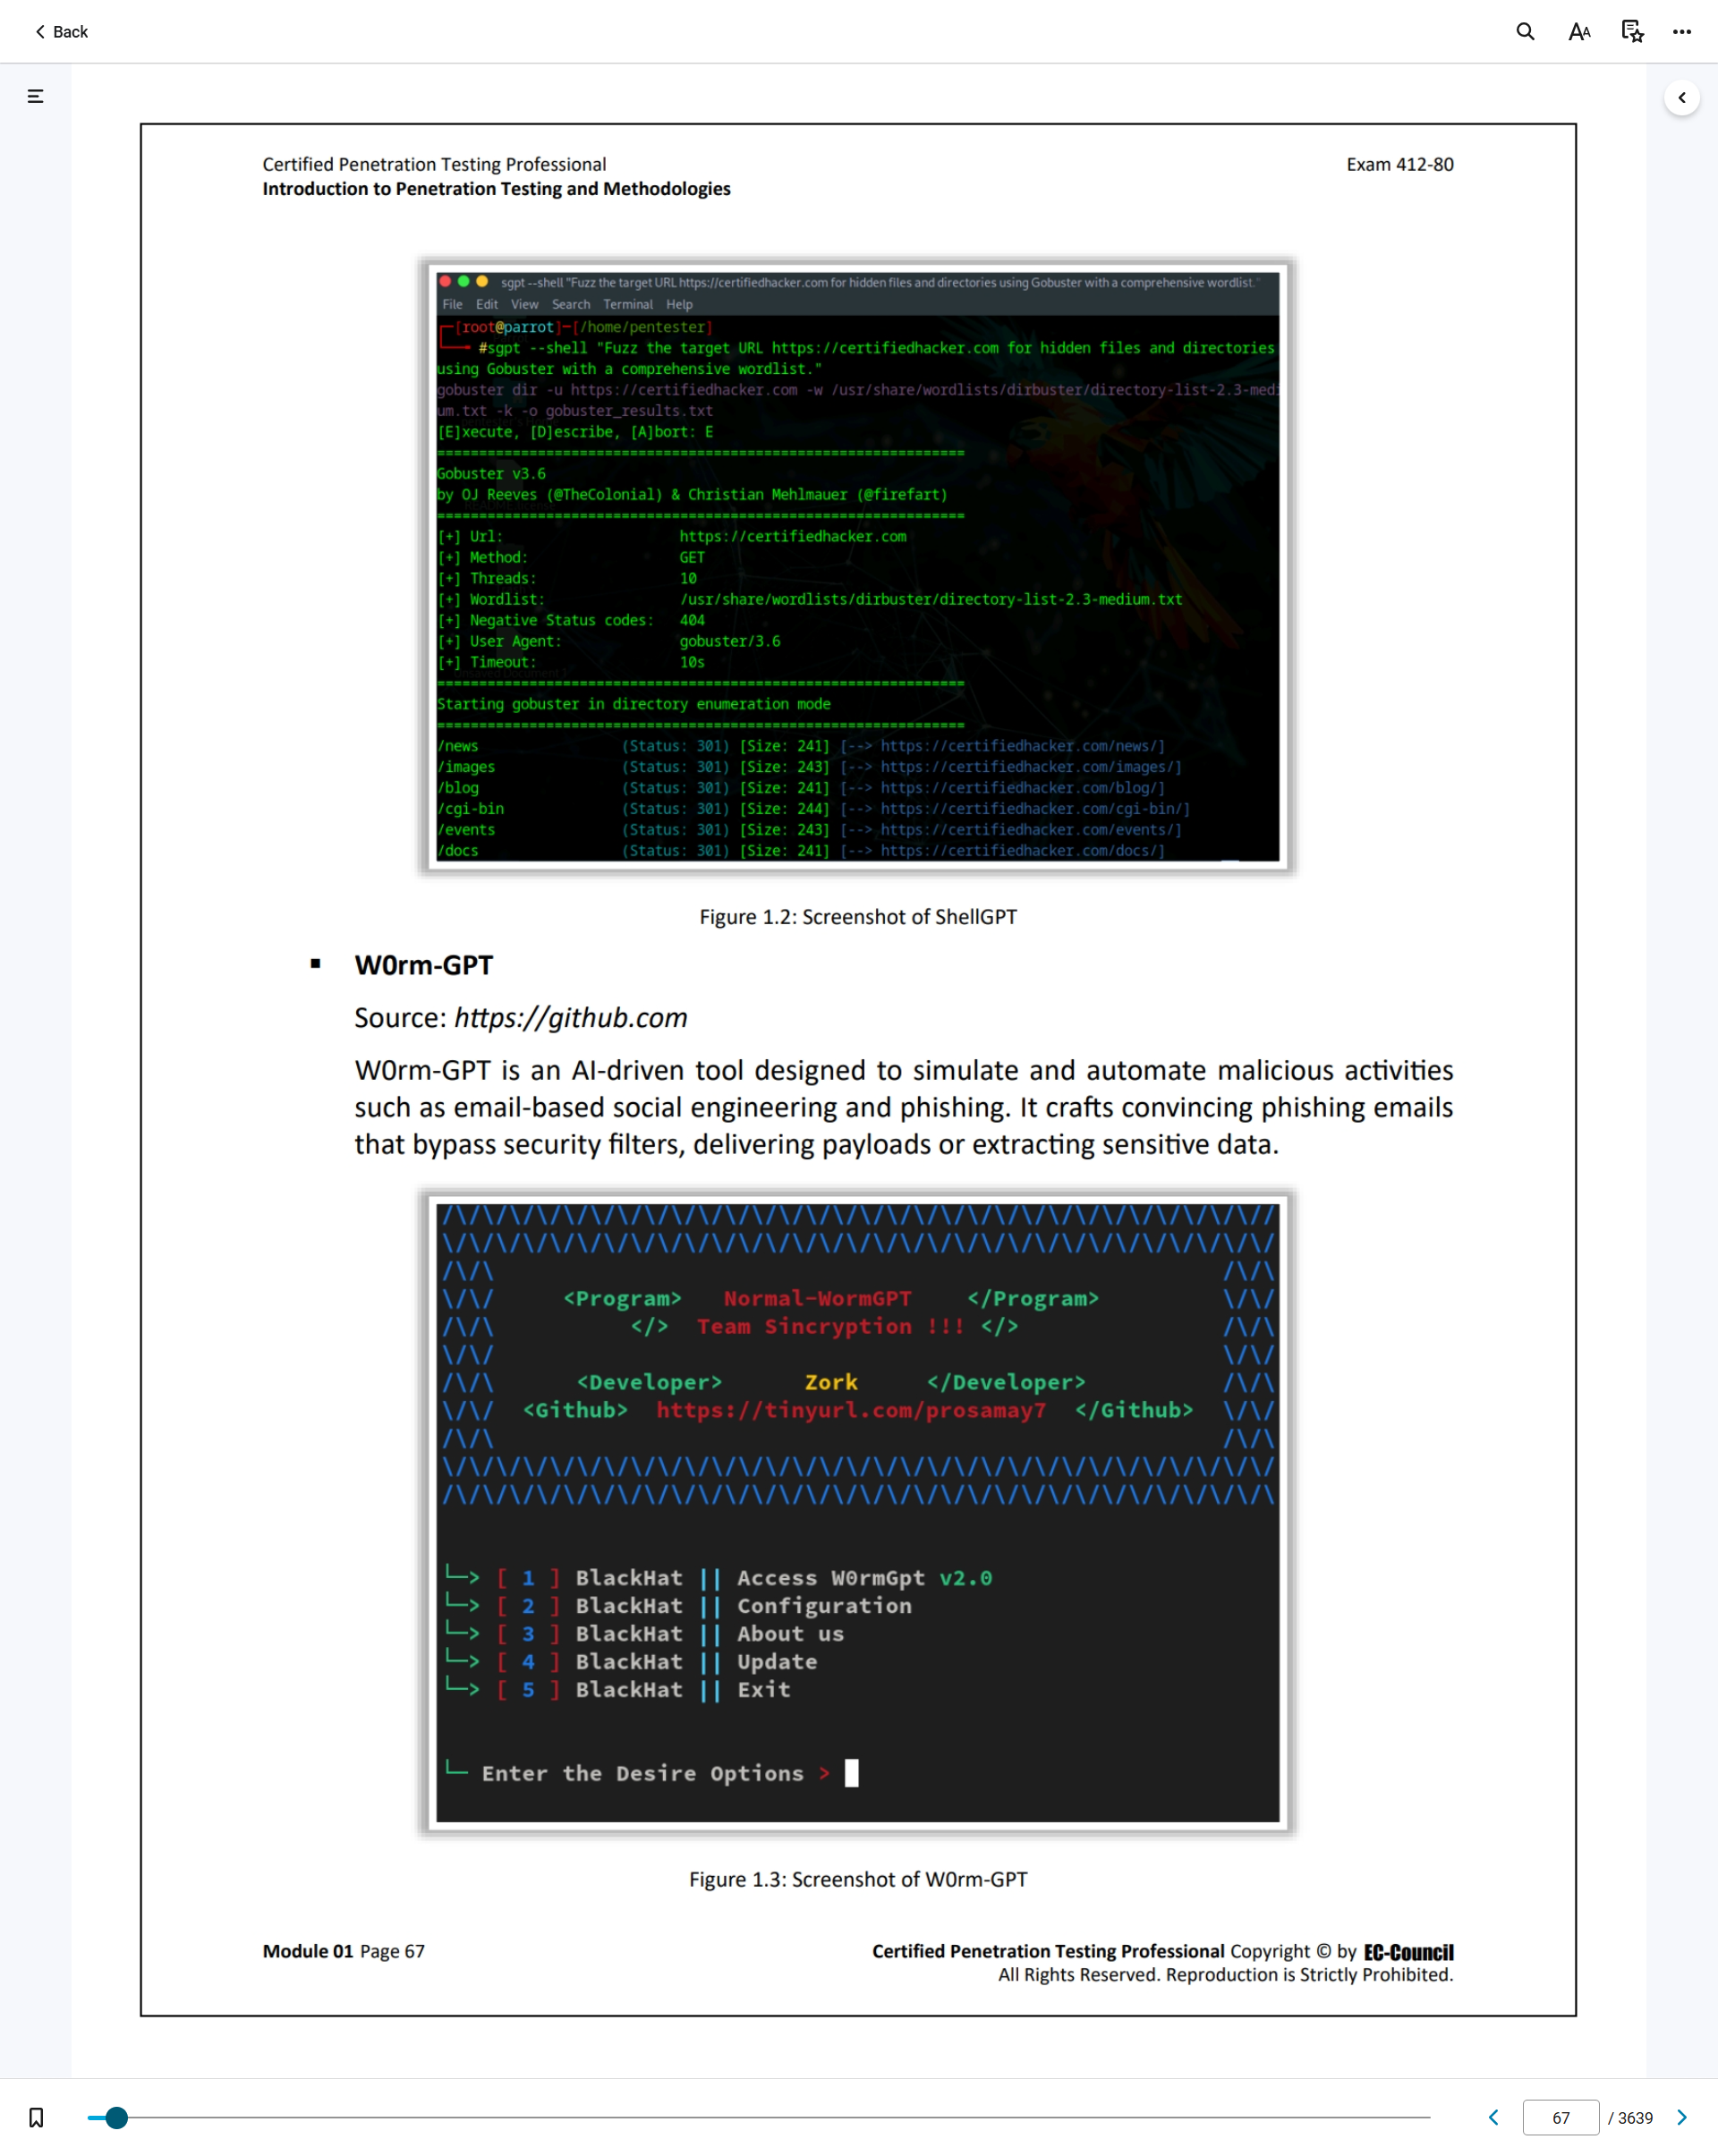 Back
Certified Penetration Testing Professional Exam 412-80
Introduction to Penetration Testing and Methodologies
sgpt --shell "Fuzz the target URL https://certifiedhacker.com for hidden files and directories using Gobuster with a comprehensive wordlist."
File Edit View Search Terminal Help
[root@parrot]-[/home/pentester]
#sgpt --shell "Fuzz the target URL https://certifiedhacker.com for hidden files and directories
using Gobuster with a comprehensive wordlist."
gobuster dir -u https://certifiedhacker.com -w /usr/share/wordlists/dirbuster/directory-list-2.3-medi
um.txt -k -o gobuster_results.txt
[E]xecute, [D]escribe, [A]bort: E
===============================================================
Gobuster v3.6
by OJ Reeves (@TheColonial) & Christian Mehlmauer (@firefart)
===============================================================
[+] Url: https://certifiedhacker.com
[+] Method: GET
[+] Threads: 10
[+] Wordlist: /usr/share/wordlists/dirbuster/directory-list-2.3-medium.txt
[+] Negative Status codes: 404
[+] User Agent: gobuster/3.6
[+] Timeout: 10s
===============================================================
Starting gobuster in directory enumeration mode
===============================================================
/news (Status: 301) [Size: 241] [--> https://certifiedhacker.com/news/]
/images (Status: 301) [Size: 243] [--> https://certifiedhacker.com/images/]
/blog (Status: 301) [Size: 241] [--> https://certifiedhacker.com/blog/]
/cgi-bin (Status: 301) [Size: 244] [--> https://certifiedhacker.com/cgi-bin/]
/events (Status: 301) [Size: 243] [--> https://certifiedhacker.com/events/]
/docs (Status: 301) [Size: 241] [--> https://certifiedhacker.com/docs/]
Figure 1.2: Screenshot of ShellGPT
▪ W0rm-GPT
Source: https://github.com
W0rm-GPT is an AI-driven tool designed to simulate and automate malicious activities
such as email-based social engineering and phishing. It crafts convincing phishing emails
that bypass security filters, delivering payloads or extracting sensitive data.
<Program> Normal-WormGPT </Program>
</> Team Sincryption !!! </>
<Developer> Zork </Developer>
<Github> https://tinyurl.com/prosamay7 </Github>
[ 1 ] BlackHat || Access W0rmGpt v2.0
[ 2 ] BlackHat || Configuration
[ 3 ] BlackHat || About us
[ 4 ] BlackHat || Update
[ 5 ] BlackHat || Exit
Enter the Desire Options >
Figure 1.3: Screenshot of W0rm-GPT
Module 01 Page 67 Certified Penetration Testing Professional Copyright © by EC-Council
All Rights Reserved. Reproduction is Strictly Prohibited.
67 / 3639